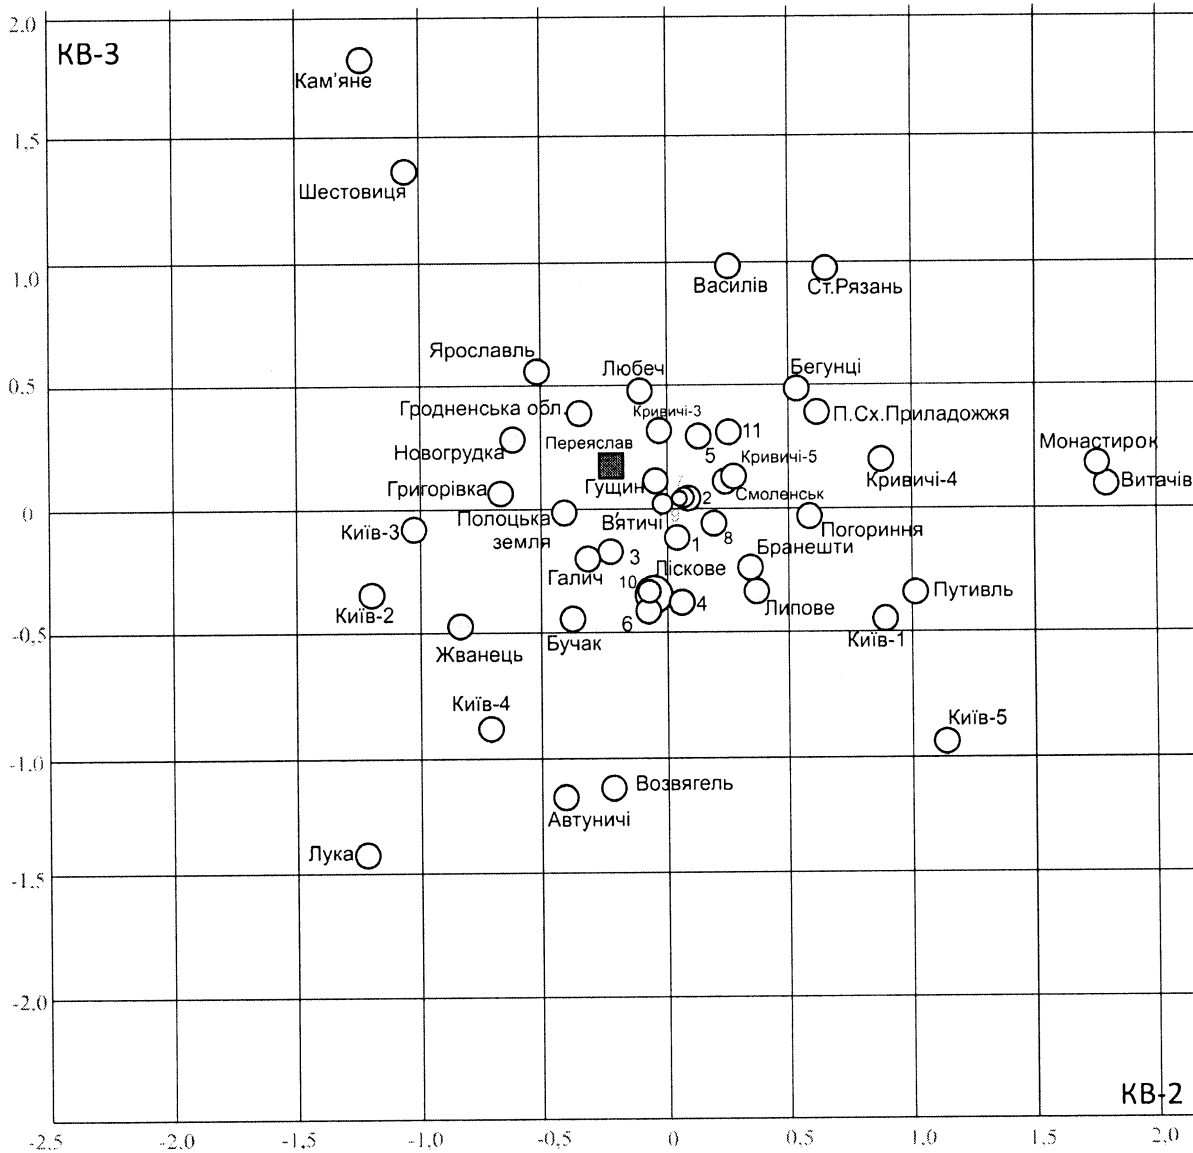 2.0
КВ-3
Кам'яне
1.5
Шестовиця
1.0
Василів
Ст.Рязань
Ярославль
Любеч
Бегунці
0.5
Гродненська обл.
Кривичі-3
П.Сх.Приладожжя
11
5
Новогрудка
Переяслав
Кривичі-5
Монастирок
Григорівка
Гущин
2
Смоленськ
Кривичі-4
Витачів
0
Полоцька
земля
В'ятичі
Київ-3
8
Погориння
1
Бранешти
3
Галич
Ліскове
10
4
Липове
Путивль
Київ-2
6
Київ-1
-0.5
Жванець
Бучак
Київ-4
Київ-5
-1.0
Возвягель
Автуничі
Лука
-1.5
-2.0
КВ-2
-2,5
-2.0
-1,5
-1,0
-0,5
0
0,5
1.0
1,5
2.0